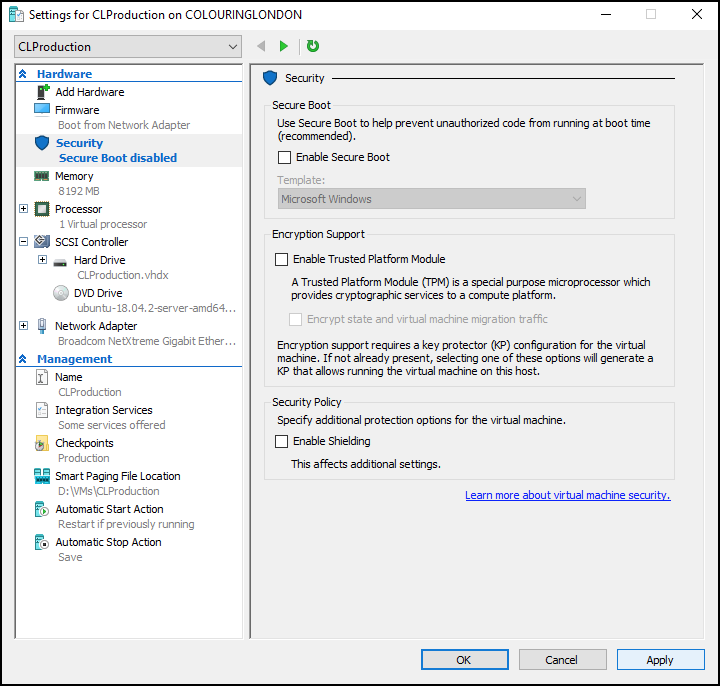 Settings for CLProduction on COLOURINGLONDON
CLProduction
Hardware
Add Hardware
Firmware
Boot from Network Adapter
Security
Secure Boot disabled
Memory
8192 MB
Processor
1 Virtual processor
SCSI Controller
Hard Drive
CLProduction.vhdx
DVD Drive
ubuntu-18.04.2-server-amd64...
Network Adapter
Broadcom NetXtreme Gigabit Ether...
Management
Name
CLProduction
Integration Services
Some services offered
Checkpoints
Production
Smart Paging File Location
D:\VMs\CLProduction
Automatic Start Action
Restart if previously running
Automatic Stop Action
Save
Security
Secure Boot
Use Secure Boot to help prevent unauthorized code from running at boot time
(recommended).
Enable Secure Boot
Template:
Microsoft Windows
Encryption Support
Enable Trusted Platform Module
A Trusted Platform Module (TPM) is a special purpose microprocessor which
provides cryptographic services to a compute platform.
Encrypt state and virtual machine migration traffic
Encryption support requires a key protector (KP) configuration for the virtual
machine. If not already present, selecting one of these options will generate a
KP that allows running the virtual machine on this host.
Security Policy
Specify additional protection options for the virtual machine.
Enable Shielding
This affects additional settings.
Learn more about virtual machine security.
OK
Cancel
Apply